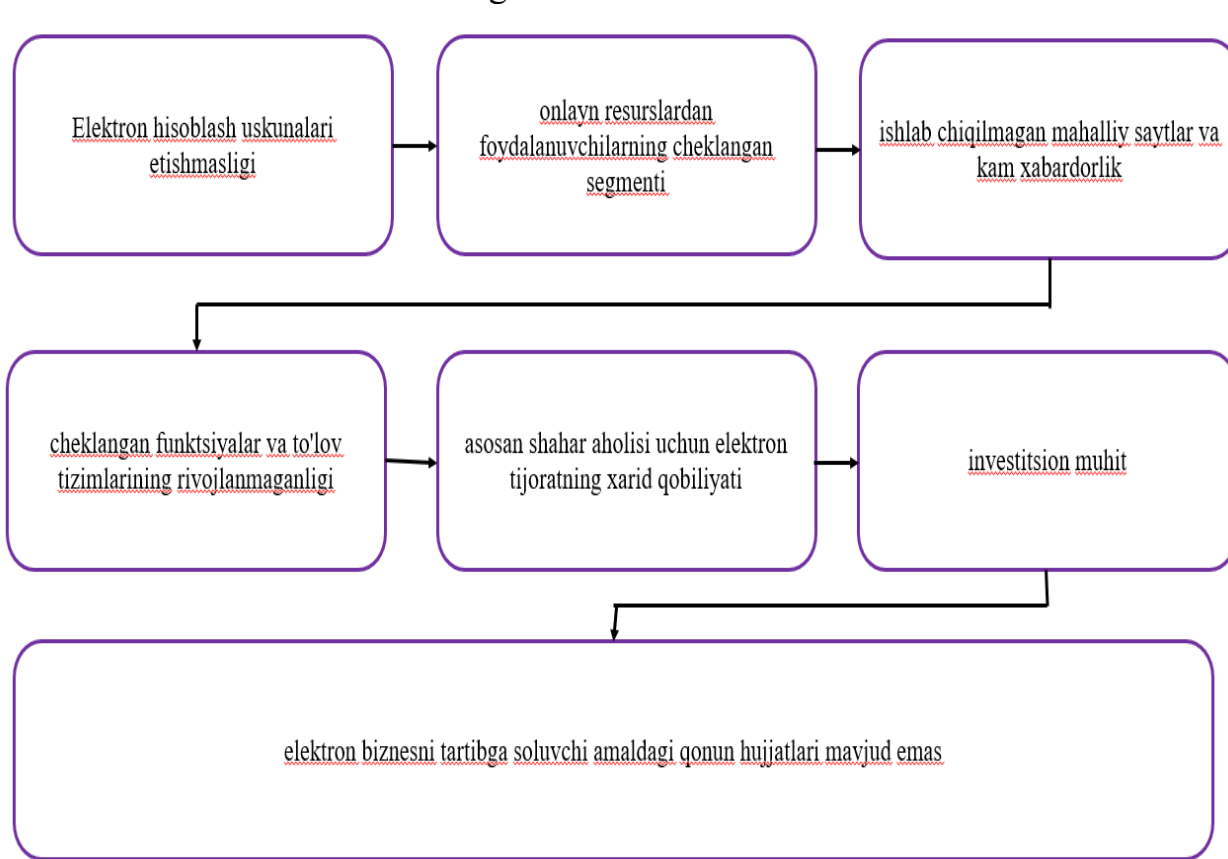 Elektron hisoblash uskunalari
etishmasligi
onlayn resurslardan
foydalanuvchilarning cheklangan
segmenti
ishlab chiqilmagan mahalliy saytlar va
kam xabardorlik
cheklangan funktsiyalar va to'lov
tizimlarining rivojlanmaganligi
asosan shahar aholisi uchun elektron
tijoratning xarid qobiliyati
investitsion muhit
elektron biznesni tartibga soluvchi amaldagi qonun hujjatlari mavjud emas